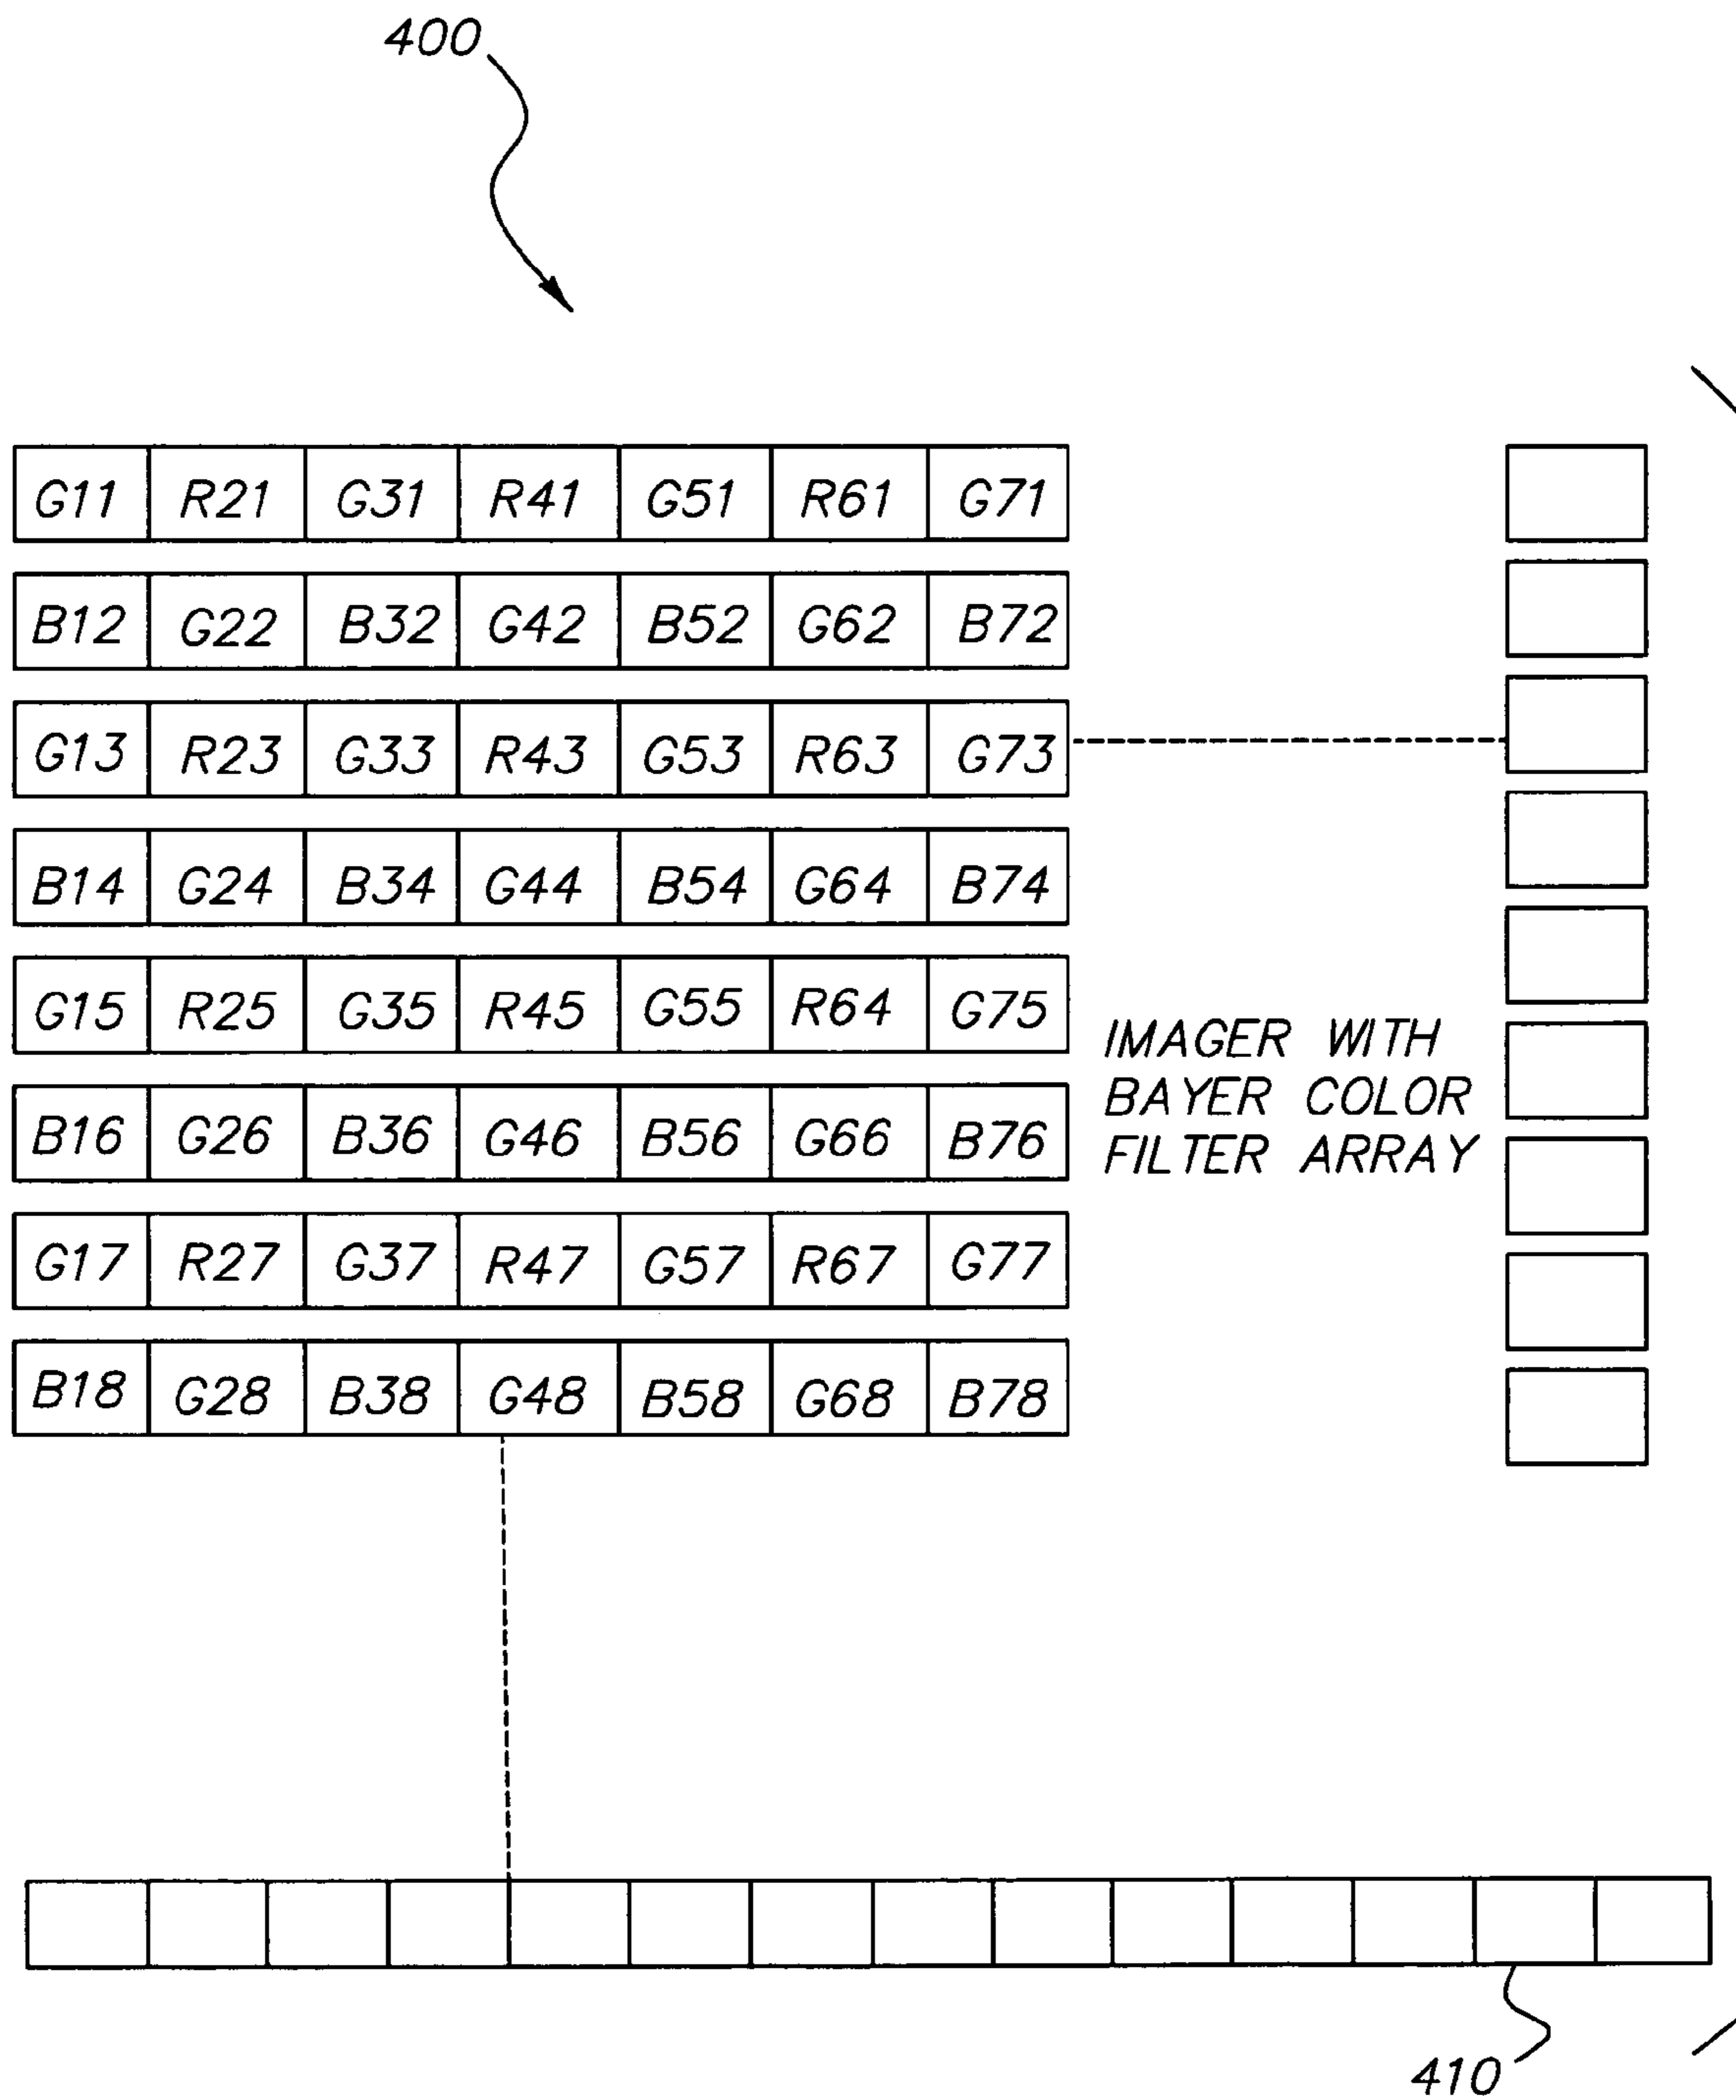 400
G11 R21 G31 R41 G51 R61 G71
B12 G22 B32 G42 B52 G62 B72
G13 R23 G33 R43 G53 R63 G73
B14 G24 B34 G44 B54 G64 B74
G15 R25 G35 R45 G55 R64 G75
IMAGER WITH
BAYER COLOR
FILTER ARRAY
B16 G26 B36 G46 B56 G66 B76
G17 R27 G37 R47 G57 R67 G77
B18 G28 B38 G48 B58 G68 B78
410